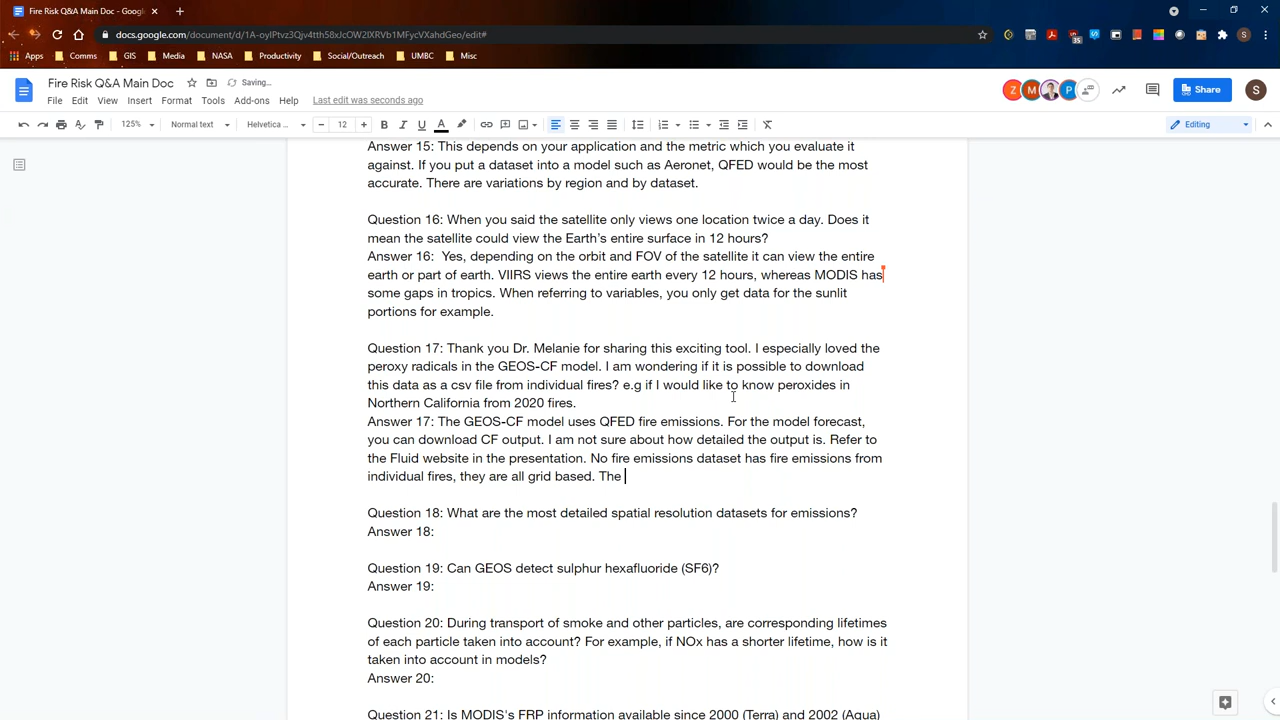 Fire Risk Q&A Main Doc - Googl
docs.google.com/document/d/1A-oyIPtvz3Qjv4tth58xJcOW2IXRVb1MFycVXahdGeo/edit#
Apps Comms GIS Media NASA Productivity Social/Outreach UMBC Misc
Fire Risk Q&A Main Doc Saving...
File Edit View Insert Format Tools Add-ons Help Last edit was seconds ago
Z M P Share S
125% Normal text Helvetica ... 12 B I U A Editing
Answer 15: This depends on your application and the metric which you evaluate it
against. If you put a dataset into a model such as Aeronet, QFED would be the most
accurate. There are variations by region and by dataset.
Question 16: When you said the satellite only views one location twice a day. Does it
mean the satellite could view the Earth's entire surface in 12 hours?
Answer 16:  Yes, depending on the orbit and FOV of the satellite it can view the entire
earth or part of earth. VIIRS views the entire earth every 12 hours, whereas MODIS has
some gaps in tropics. When referring to variables, you only get data for the sunlit
portions for example.
Question 17: Thank you Dr. Melanie for sharing this exciting tool. I especially loved the
peroxy radicals in the GEOS-CF model. I am wondering if it is possible to download
this data as a csv file from individual fires? e.g if I would like to know peroxides in
Northern California from 2020 fires.
Answer 17: The GEOS-CF model uses QFED fire emissions. For the model forecast,
you can download CF output. I am not sure about how detailed the output is. Refer to
the Fluid website in the presentation. No fire emissions dataset has fire emissions from
individual fires, they are all grid based. The
Question 18: What are the most detailed spatial resolution datasets for emissions?
Answer 18:
Question 19: Can GEOS detect sulphur hexafluoride (SF6)?
Answer 19:
Question 20: During transport of smoke and other particles, are corresponding lifetimes
of each particle taken into account? For example, if NOx has a shorter lifetime, how is it
taken into account in models?
Answer 20:
Question 21: Is MODIS's FRP information available since 2000 (Terra) and 2002 (Aqua)